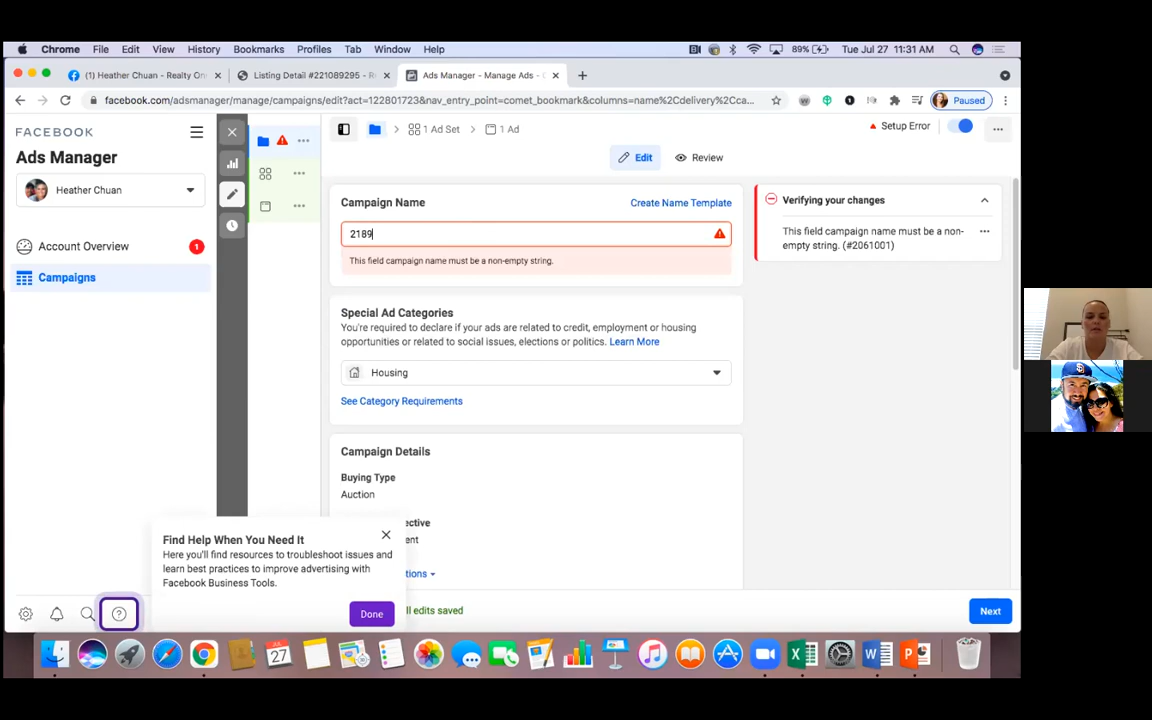 Chrome File Edit View History Bookmarks Profiles Tab Window Help
89% Tue Jul 27 11:31 AM
(1) Heather Chuan - Realty On
Listing Detail #221089295 - R
Ads Manager - Manage Ads -
facebook.com/adsmanager/manage/campaigns/edit?act=122801723&nav_entry_point=comet_bookmark&columns=name%2Cdelivery%2Cca...
Paused
FACEBOOK
Ads Manager
Heather Chuan
Account Overview 1
Campaigns
1 Ad Set
1 Ad
Setup Error
Edit
Review
Campaign Name
Create Name Template
2189
This field campaign name must be a non-empty string.
Special Ad Categories
You're required to declare if your ads are related to credit, employment or housing
opportunities or related to social issues, elections or politics. Learn More
Housing
See Category Requirements
Campaign Details
Buying Type
Auction
ective
ent
tions
Verifying your changes
This field campaign name must be a non-
empty string. (#2061001)
Find Help When You Need It
Here you'll find resources to troubleshoot issues and
learn best practices to improve advertising with
Facebook Business Tools.
Done
ll edits saved
Next
27